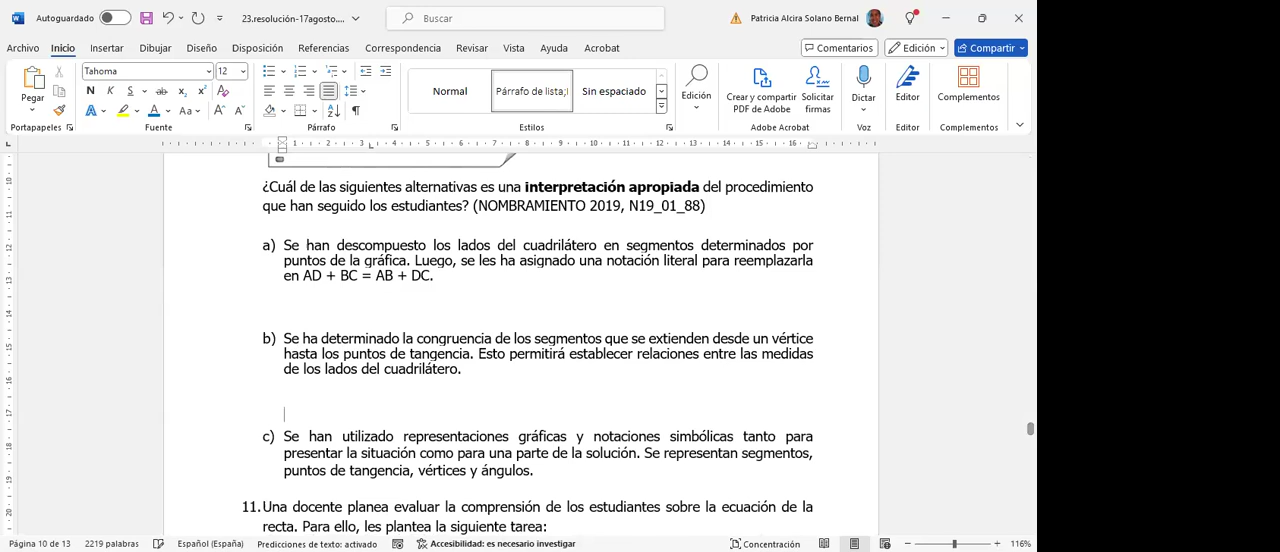 Autoguardado
23.resolución-17agosto....
Buscar
Patricia Alcira Solano Bernal
Archivo Inicio Insertar Dibujar Diseño Disposición Referencias Correspondencia Revisar Vista Ayuda Acrobat
Comentarios Edición Compartir
Tahoma 12
Pegar
N K S
Normal Párrafo de lista;l Sin espaciado
Edición
Crear y compartir PDF de Adobe
Solicitar firmas
Dictar
Editor
Complementos
Portapapeles Fuente Párrafo Estilos Adobe Acrobat Voz Editor Complementos
¿Cuál de las siguientes alternativas es una interpretación apropiada del procedimiento
que han seguido los estudiantes? (NOMBRAMIENTO 2019, N19_01_88)
a) Se han descompuesto los lados del cuadrilátero en segmentos determinados por
puntos de la gráfica. Luego, se les ha asignado una notación literal para reemplazarla
en AD + BC = AB + DC.
b) Se ha determinado la congruencia de los segmentos que se extienden desde un vértice
hasta los puntos de tangencia. Esto permitirá establecer relaciones entre las medidas
de los lados del cuadrilátero.
c) Se han utilizado representaciones gráficas y notaciones simbólicas tanto para
presentar la situación como para una parte de la solución. Se representan segmentos,
puntos de tangencia, vértices y ángulos.
11. Una docente planea evaluar la comprensión de los estudiantes sobre la ecuación de la
recta. Para ello, les plantea la siguiente tarea:
Página 10 de 13 2219 palabras Español (España) Predicciones de texto: activado Accesibilidad: es necesario investigar Concentración 116%